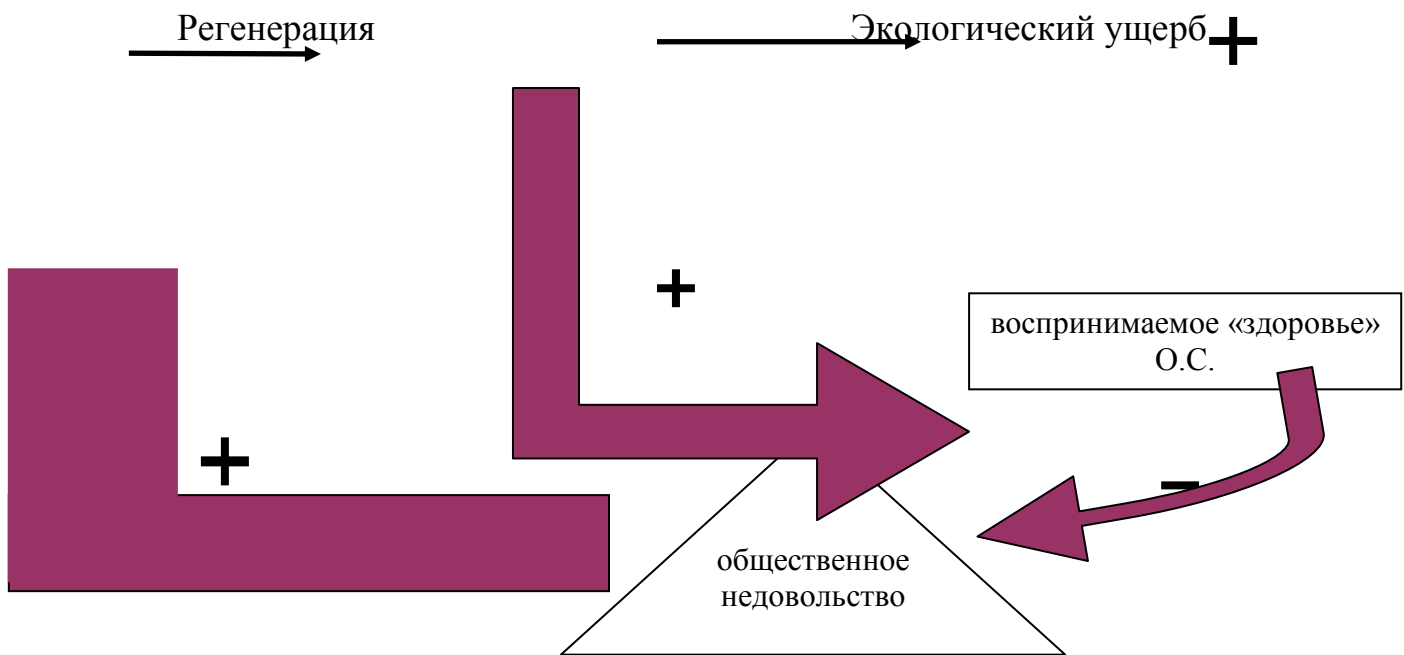 Регенерация
Экологический ущерб
+
+
воспринимаемое «здоровье»
О.С.
+
-
общественное
недовольство